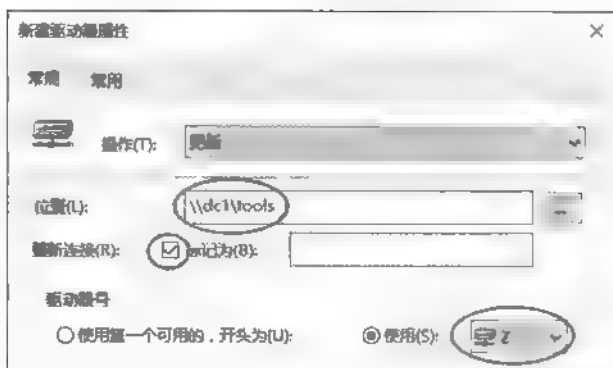 新建驱动器属性
常规 常用
操作(T): 更新
位置(L): \\dc1\tools
重新连接(R): 标记为(B):
驱动器号
使用第一个可用的，开头为(U): 使用(S): Z